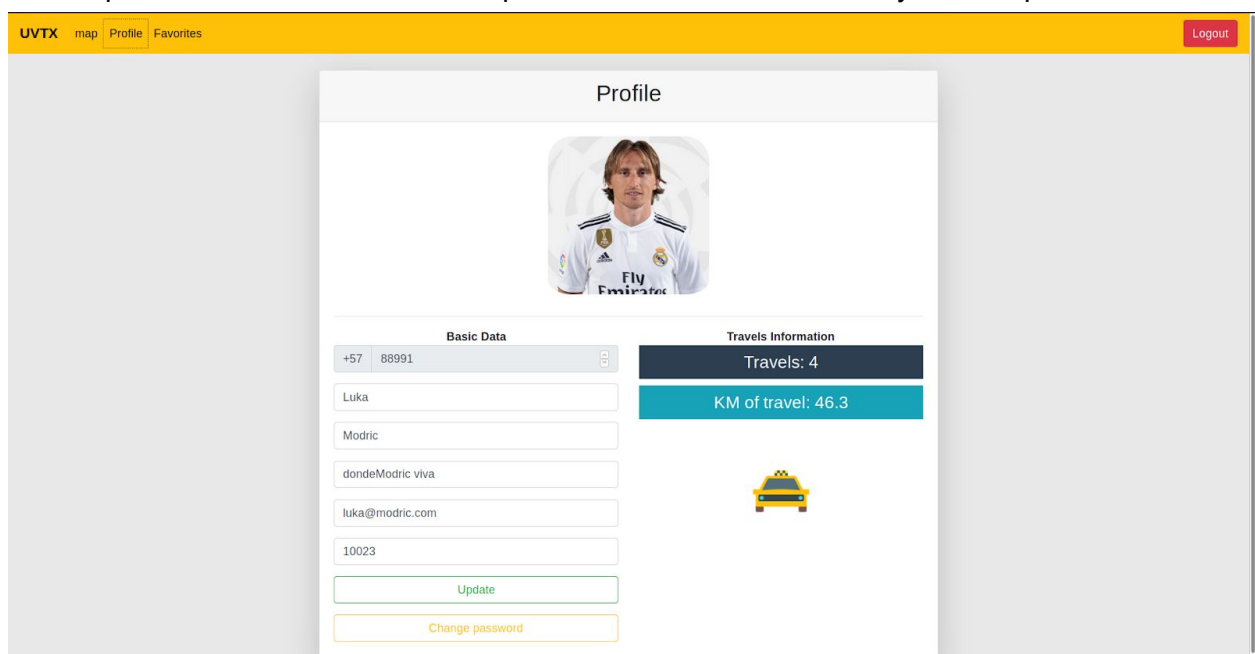 UVTX map Profile Favorites Logout
Profile
Fly
Emirates
Basic Data
+57 88991
Luka
Modric
dondeModric viva
luka@modric.com
10023
Update
Change password
Travels Information
Travels: 4
KM of travel: 46.3